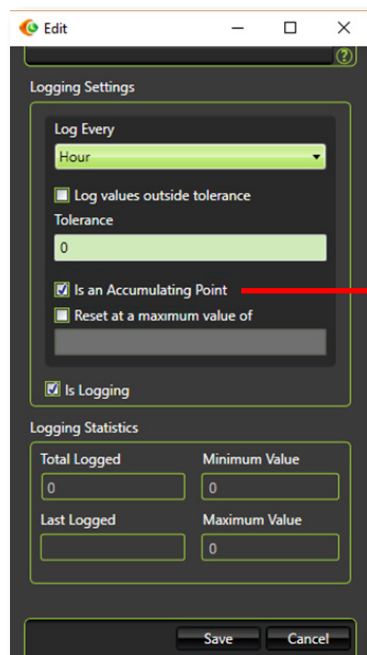 Edit
?
Logging Settings
Log Every
Hour
Log values outside tolerance
Tolerance
0
Is an Accumulating Point
Reset at a maximum value of
Is Logging
Logging Statistics
Total Logged Minimum Value
0 0
Last Logged Maximum Value
0
Save Cancel